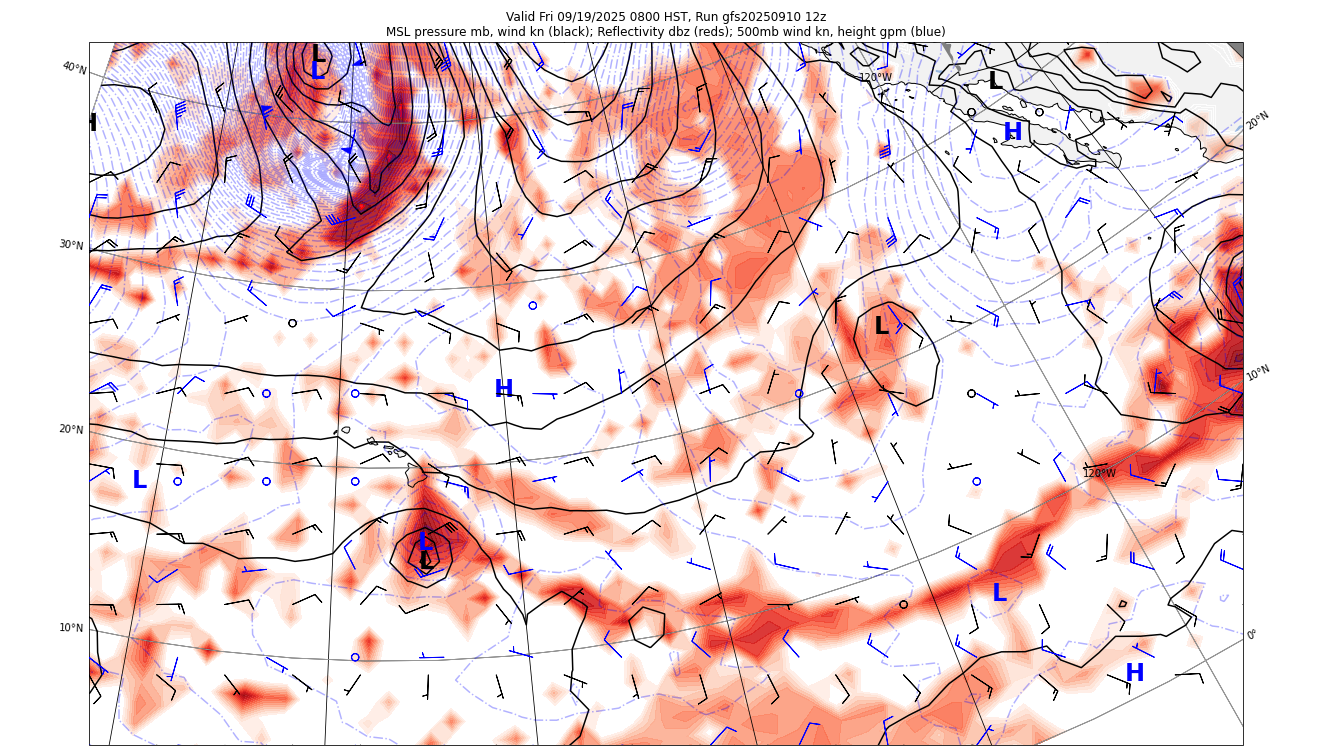 Valid Fri 09/19/2025 0800 HST, Run gfs20250910 12z
MSL pressure mb, wind kn (black); Reflectivity dbz (reds); 500mb wind kn, height gpm (blue)
L
L
40°N
120°W
L
20°N
H
H
30°N
L
10°N
H
20°N
L
120°W
L
L
L
10°N
0°
H